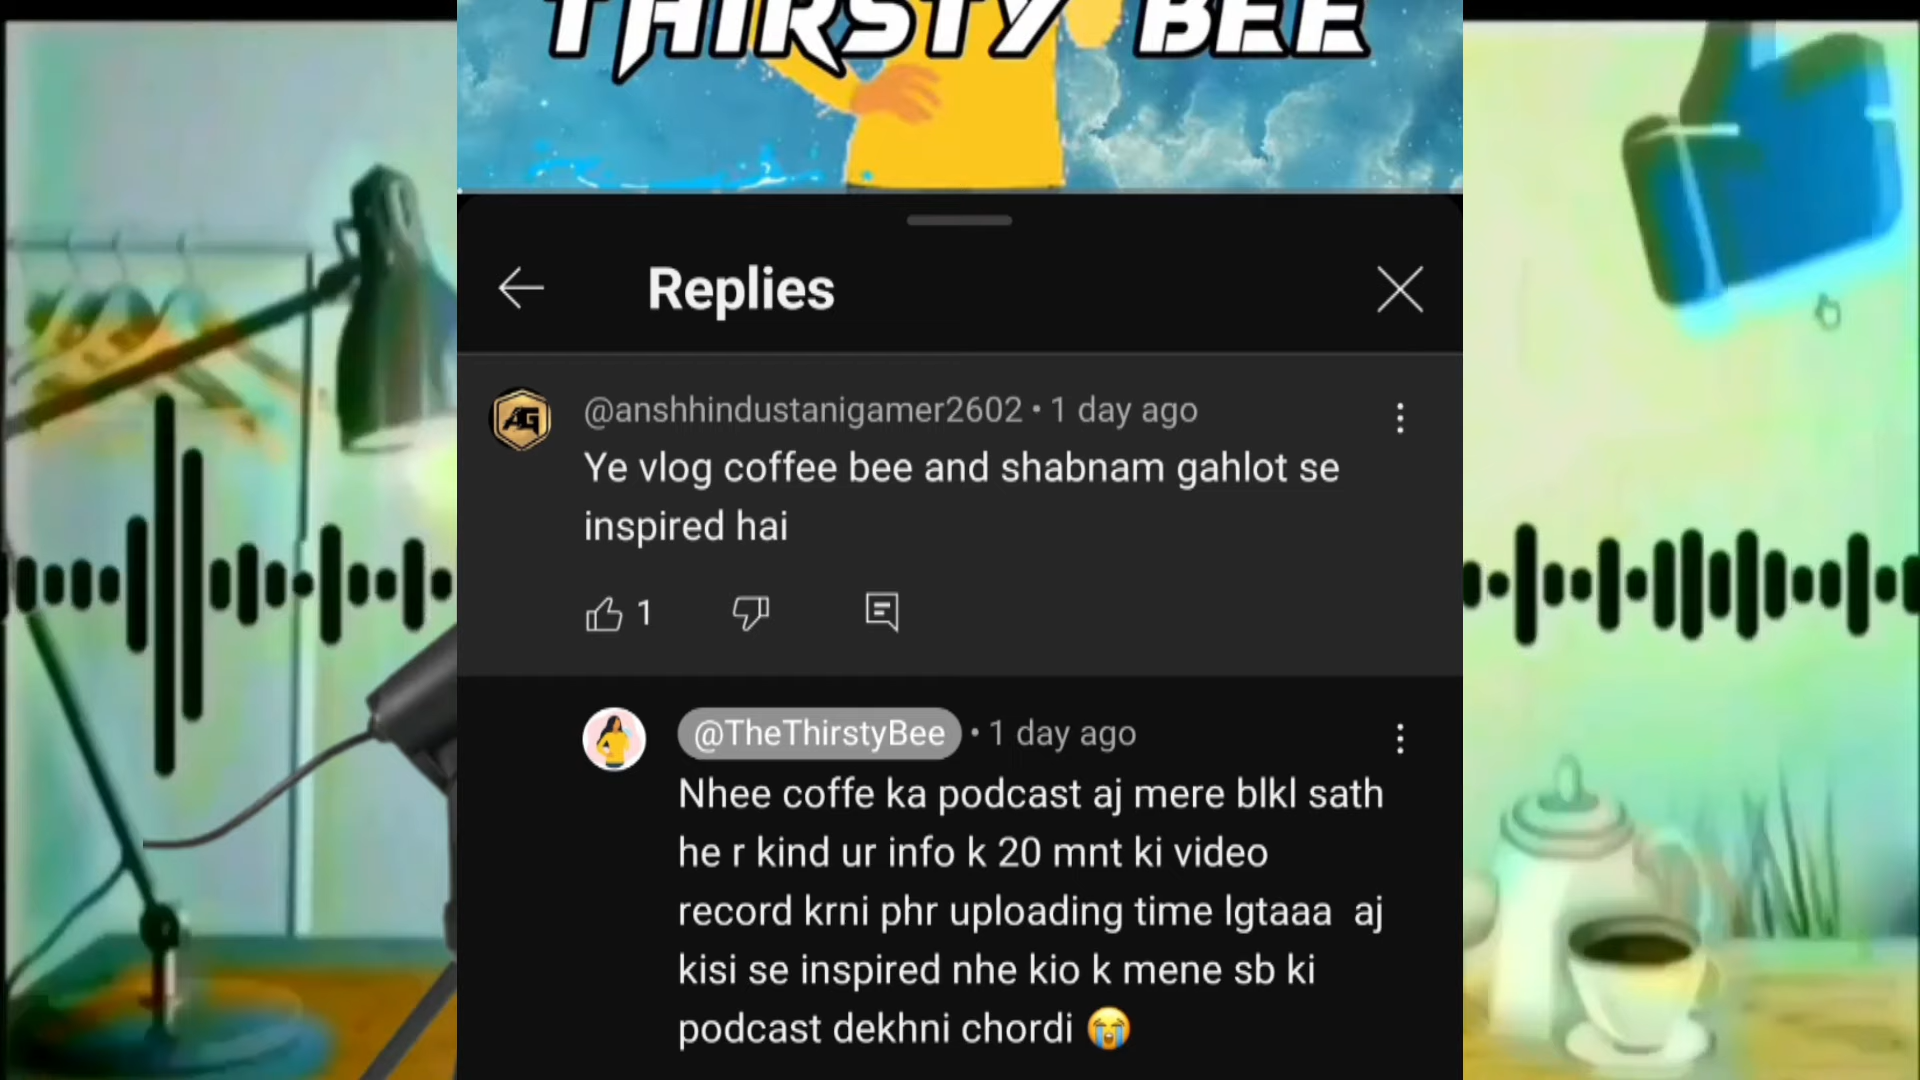 THIRSTY BEE
Replies
@anshhindustanigamer2602 • 1 day ago
Ye vlog coffee bee and shabnam gahlot se
inspired hai
1
@TheThirstyBee • 1 day ago
Nhee coffe ka podcast aj mere blkl sath
he r kind ur info k 20 mnt ki video
record krni phr uploading time lgtaaa aj
kisi se inspired nhe kio k mene sb ki
podcast dekhni chordi 😭